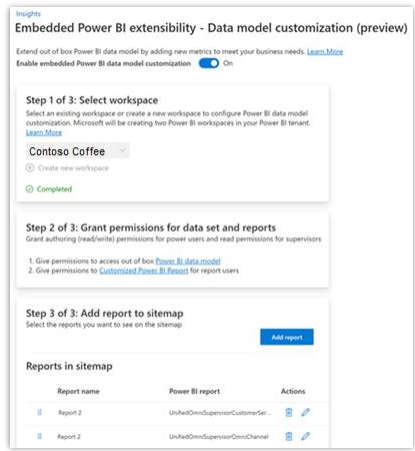 Insights
Embedded Power BI extensibility - Data model customization (preview)
Extend out of box Power BI data model by adding new metrics to meet your business needs. Learn More
Enable embedded Power BI data model customization On
Step 1 of 3: Select workspace
Select an existing workspace or create a new workspace to configure Power BI data model
customization. Microsoft will be creating two Power BI workspaces in your Power BI tenant.
Learn More
Contoso Coffee
Create new workspace
Completed
Step 2 of 3: Grant permissions for data set and reports
Grant authoring (read/write) permissions for power users and read permissions for supervisors
1. Give permissions to access out of box Power BI data model
2. Give permissions to Customized Power BI Report for report users
Step 3 of 3: Add report to sitemap
Select the reports you want to see on the sitemap
Add report
Reports in sitemap
Report name Power BI report Actions
Report 2 UnifiedOmniSupervisorCustomerSer...
Report 2 UnifiedOmniSupervisorOmniChannel